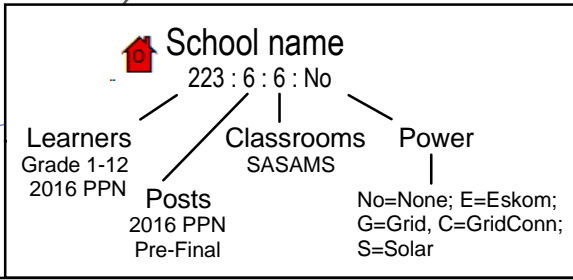 O
School name
223 : 6 : 6 : No
Learners
Grade 1-12
2016 PPN
Posts
2016 PPN
Pre-Final
Classrooms
SASAMS
Power
No=None; E=Eskom;
G=Grid, C=GridConn;
S=Solar